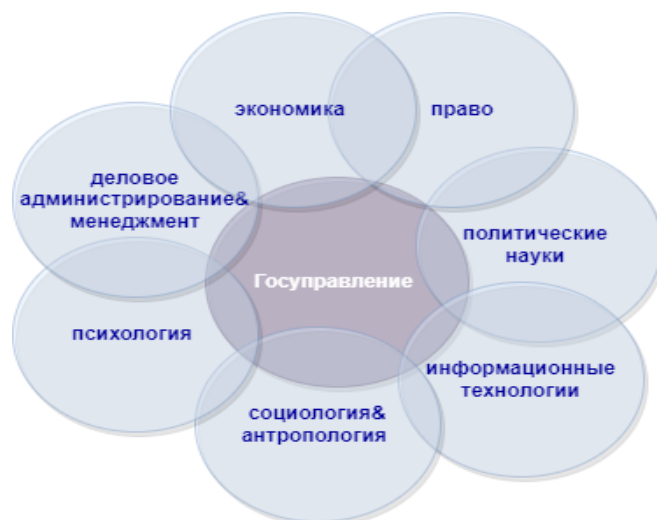 экономика
право
деловое
администрирование&
менеджмент
политические
науки
Госуправление
психология
информационные
технологии
социология&
антропология